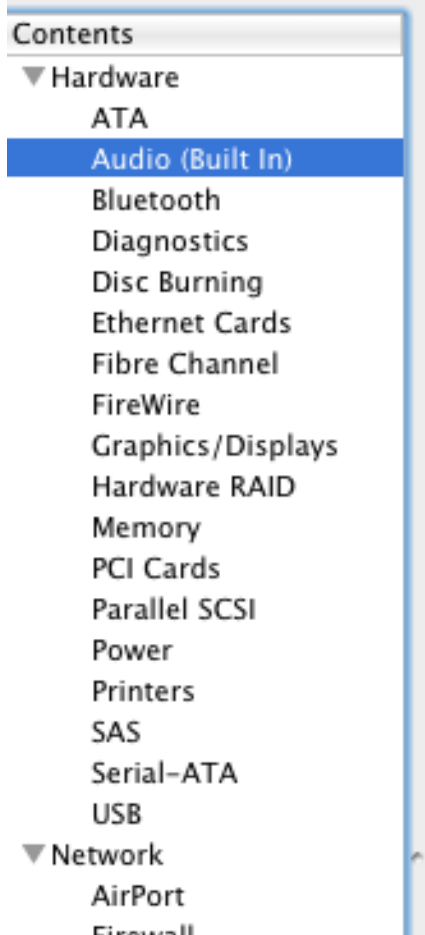 Contents
Hardware
ATA
Audio (Built In)
Bluetooth
Diagnostics
Disc Burning
Ethernet Cards
Fibre Channel
FireWire
Graphics/Displays
Hardware RAID
Memory
PCI Cards
Parallel SCSI
Power
Printers
SAS
Serial-ATA
USB
Network
AirPort
Firewall